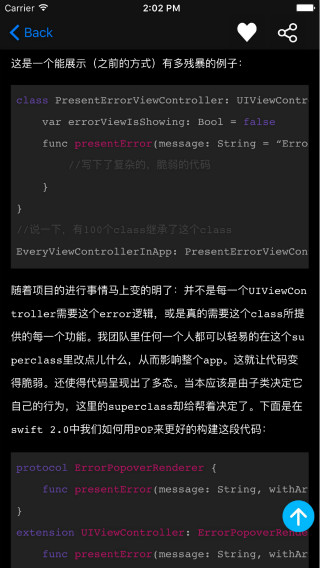 Carrier 2:02 PM
Back
这是一个能展示（之前的方式）有多残暴的例子：
class PresentErrorViewController: UIViewContr
var errorViewIsShowing: Bool = false
func presentError(message: String = “Erro
//写下了复杂的，脆弱的代码
}
}
//说一下，有100个class继承了这个class
EveryViewControllerInApp: PresentErrorViewCon
随着项目的进行事情马上变的明了：并不是每一个UIViewCon
troller需要这个error逻辑，或是真的需要这个class所提
供的每一个功能。我团队里任何一个人都可以轻易的在这个su
perclass里改点儿什么，从而影响整个app。这就让代码变
得脆弱。还使得代码呈现出了多态。当本应该是由子类决定它
自己的行为，这里的superclass却给帮着决定了。下面是在
swift 2.0中我们如何用POP来更好的构建这段代码：
protocol ErrorPopoverRenderer {
func presentError(message: String, withAr
}
extension UIViewController: ErrorPopoverRende
func presentError(message: String, withAr